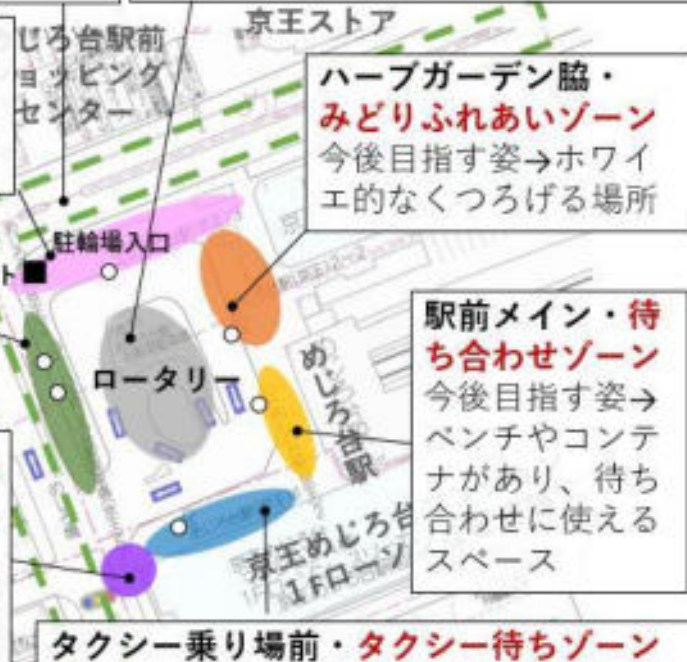 京王ストア
じろ台駅前
ョッピング
センター
ハーブガーデン脇・
みどりふれあいゾーン
今後目指す姿→ホワイ
エ的なくつろげる場所
駐輪場入口
ト
駅前メイン・待
ち合わせゾーン
今後目指す姿→
ベンチやコンテ
ナがあり、待ち
合わせに使える
スペース
ロータリー
めじろ台駅
京王めじろ台
1Fローソ
タクシー乗り場前・タクシー待ちゾーン